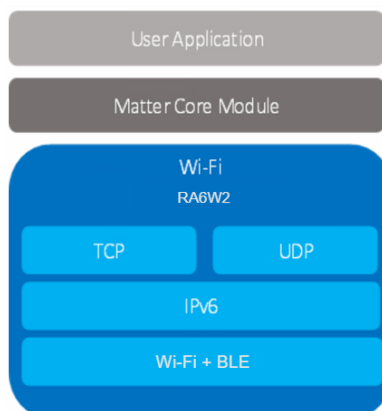 User Application
Matter Core Module
Wi-Fi
RA6W2
TCP
UDP
IPv6
Wi-Fi + BLE